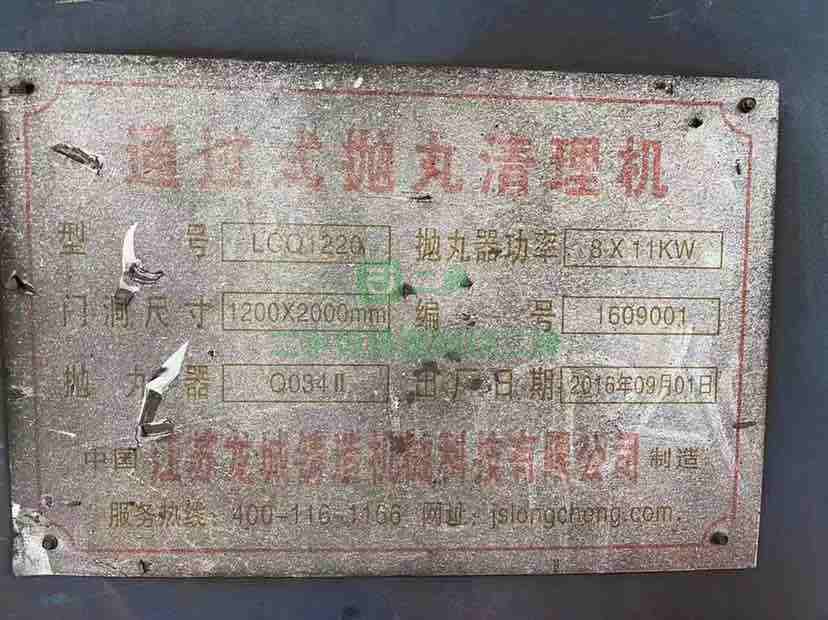 通过式抛丸清理机
型 号 LCQ1220 抛丸器功率 8X11KW
门洞尺寸 1200X2000mm 编 号 1609001
抛丸器 Q034Ⅱ 出厂日期 2016年09月01日
中国 江苏龙城铸造机械科技有限公司 制造
服务热线:400-116-1166 网址:jslongcheng.com.